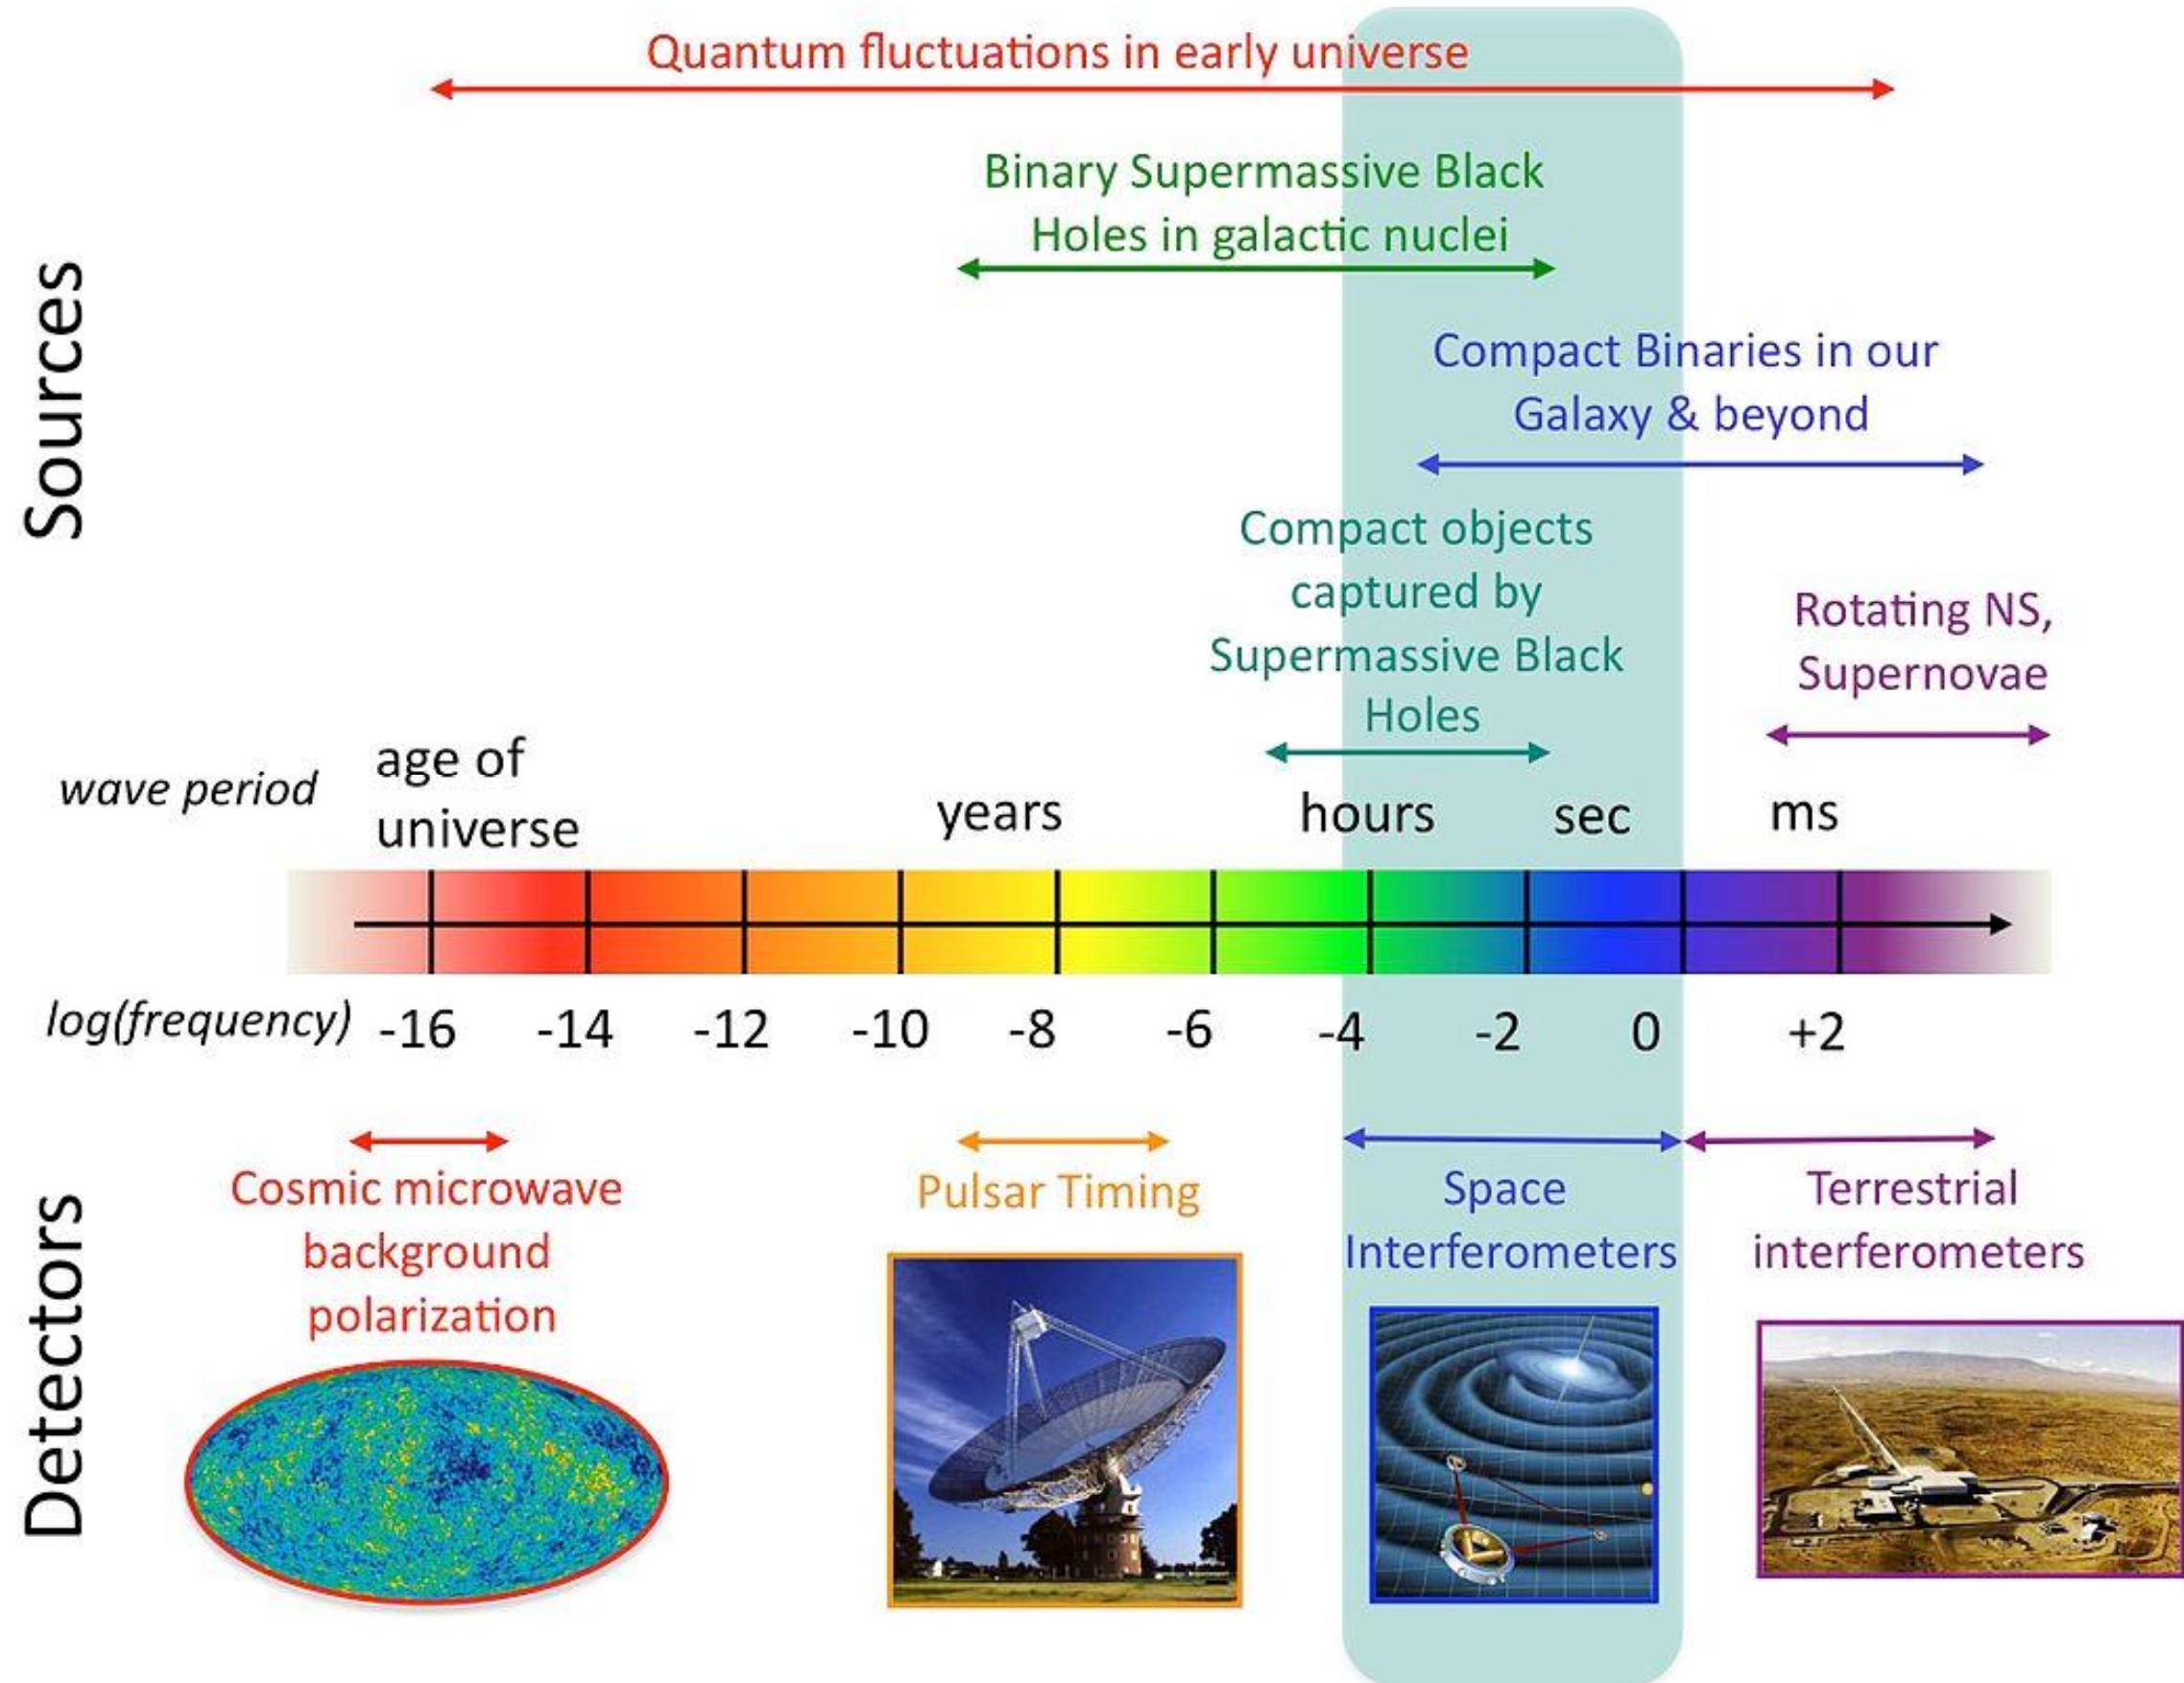 Quantum fluctuations in early universe
Binary Supermassive Black
Holes in galactic nuclei
Compact Binaries in our
Galaxy & beyond
Compact objects
captured by
Supermassive Black
Holes
Rotating NS,
Supernovae
Sources
wave period
age of
universe
years
hours
sec
ms
log(frequency)
-16
-14
-12
-10
-8
-6
-4
-2
0
+2
Detectors
Cosmic microwave
background
polarization
Pulsar Timing
Space
Interferometers
Terrestrial
interferometers